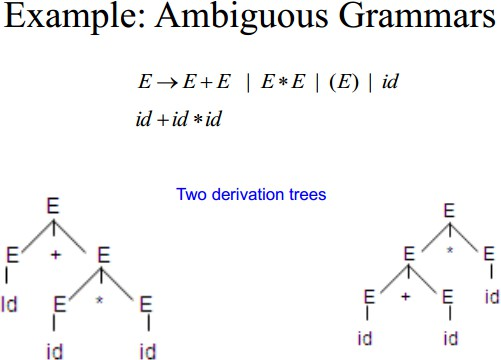 Example: Ambiguous Grammars
E → E + E | E ∗ E | (E) | id
id + id ∗ id
Two derivation trees
E
E + E
Id E * E
id id
E
E * E
E + E id
id id